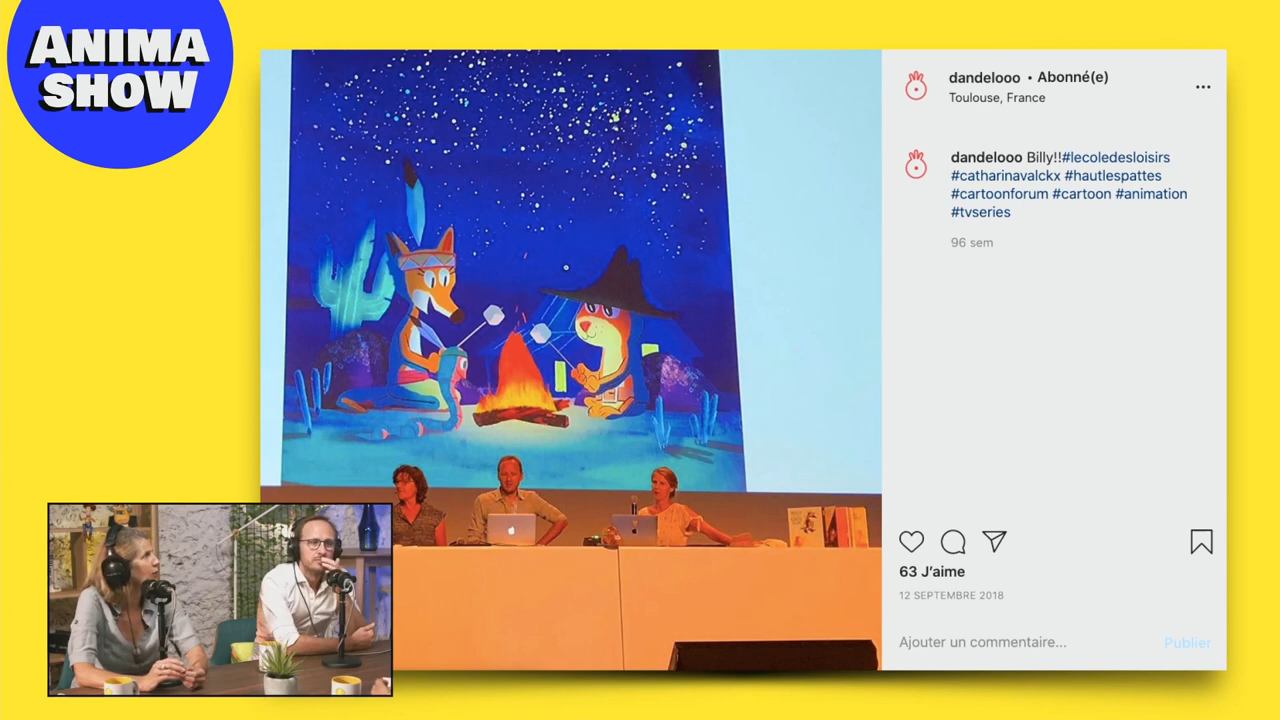 ANIMA
SHOW
dandelooo • Abonné(e)
Toulouse, France
dandelooo Billy!!#lecoledesloisirs
#catharinavalckx #hautlespattes
#cartoonforum #cartoon #animation
#tvseries
96 sem
63 J'aime
12 SEPTEMBRE 2018
Ajouter un commentaire...
Publier